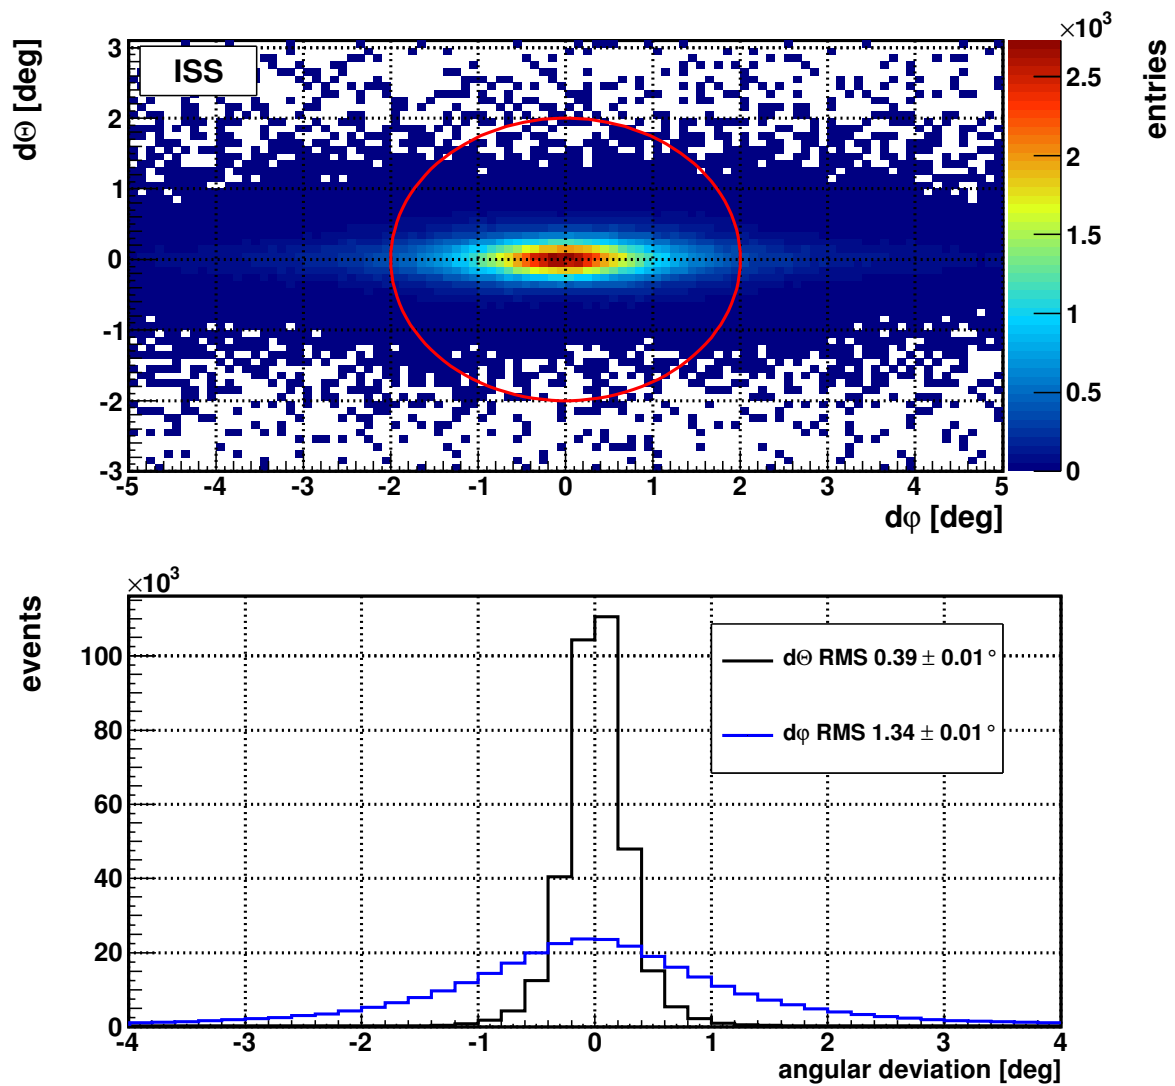 ×10³
dΘ [deg]
entries
ISS
3
2
1
0
-1
-2
-3
2.5
2
1.5
1
0.5
0
-5 -4 -3 -2 -1 0 1 2 3 4 5
dφ [deg]
×10³
events
100
80
60
40
20
0
dΘ RMS 0.39 ± 0.01 °
dφ RMS 1.34 ± 0.01 °
-4 -3 -2 -1 0 1 2 3 4
angular deviation [deg]